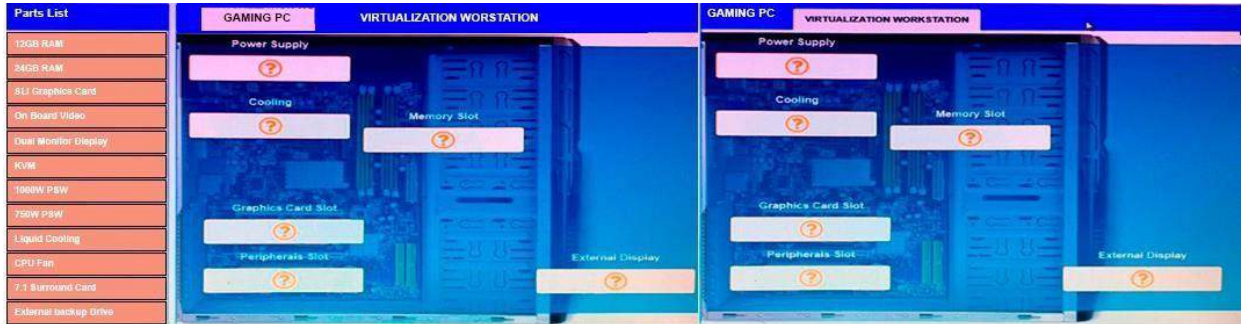 Parts List
12GB RAM
24GB RAM
SLI Graphics Card
On Board Video
Dual Monitor Display
KVM
1000W PSW
750W PSW
Liquid Cooling
CPU Fan
7.1 Surround Card
External backup Drive
GAMING PC VIRTUALIZATION WORSTATION
Power Supply
?
Cooling
?
Memory Slot
?
Graphics Card Slot
?
Peripherals Slot
?
External Display
?
GAMING PC VIRTUALIZATION WORKSTATION
Power Supply
?
Cooling
?
Memory Slot
?
Graphics Card Slot
?
Peripherals Slot
?
External Display
?